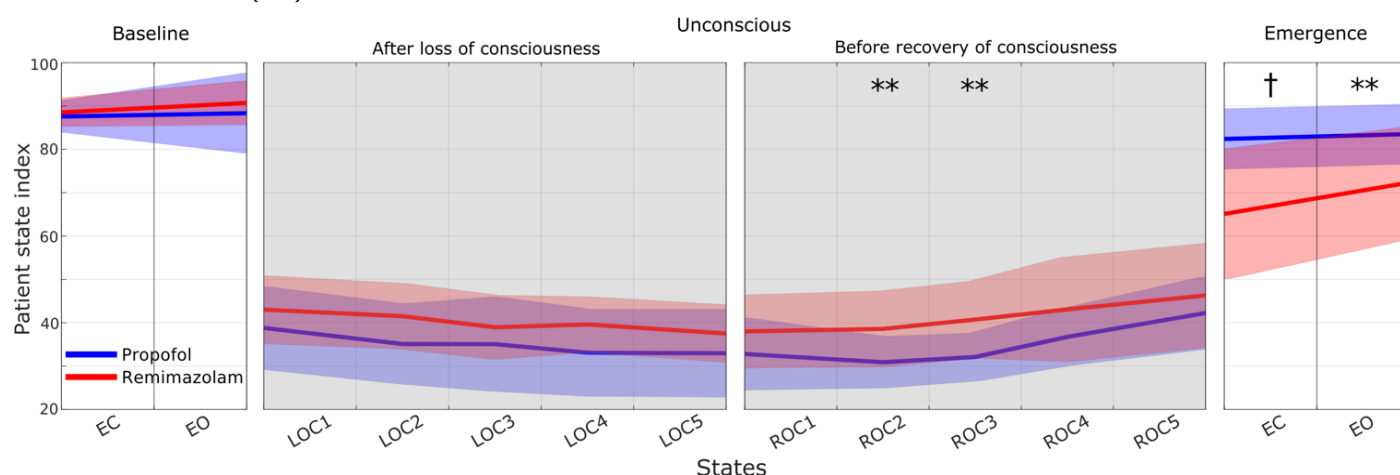 Baseline
Unconscious
After loss of consciousness
Before recovery of consciousness
Emergence
Patient state index
100
80
60
40
20
** **
† **
Propofol
Remimazolam
EC EO
LOC1 LOC2 LOC3 LOC4 LOC5
ROC1 ROC2 ROC3 ROC4 ROC5
EC EO
States